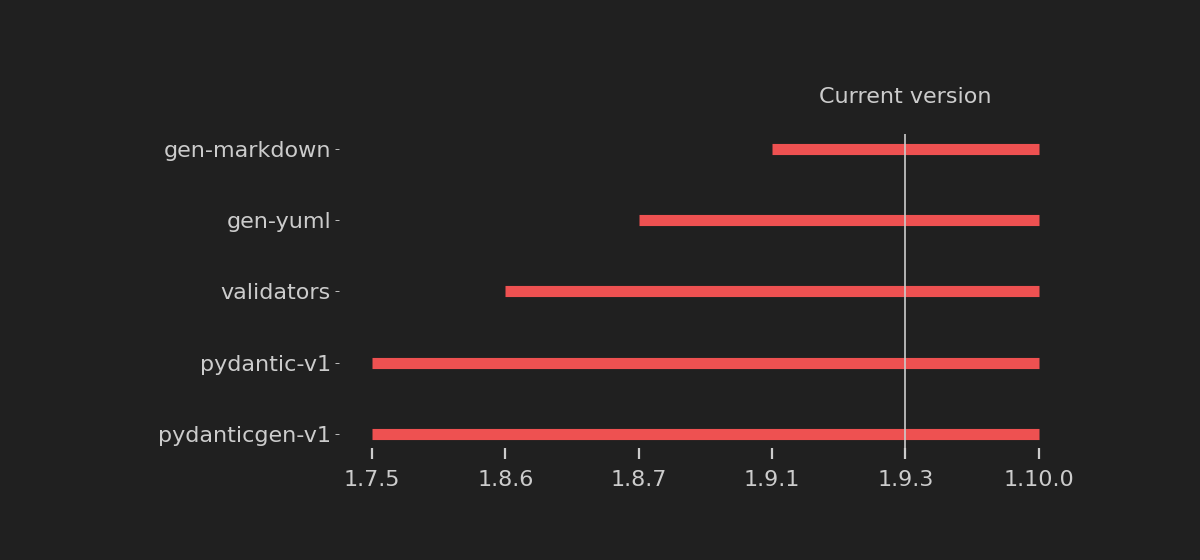 Current version
gen-markdown
gen-yuml
validators
pydantic-v1
pydanticgen-v1
1.7.5 1.8.6 1.8.7 1.9.1 1.9.3 1.10.0